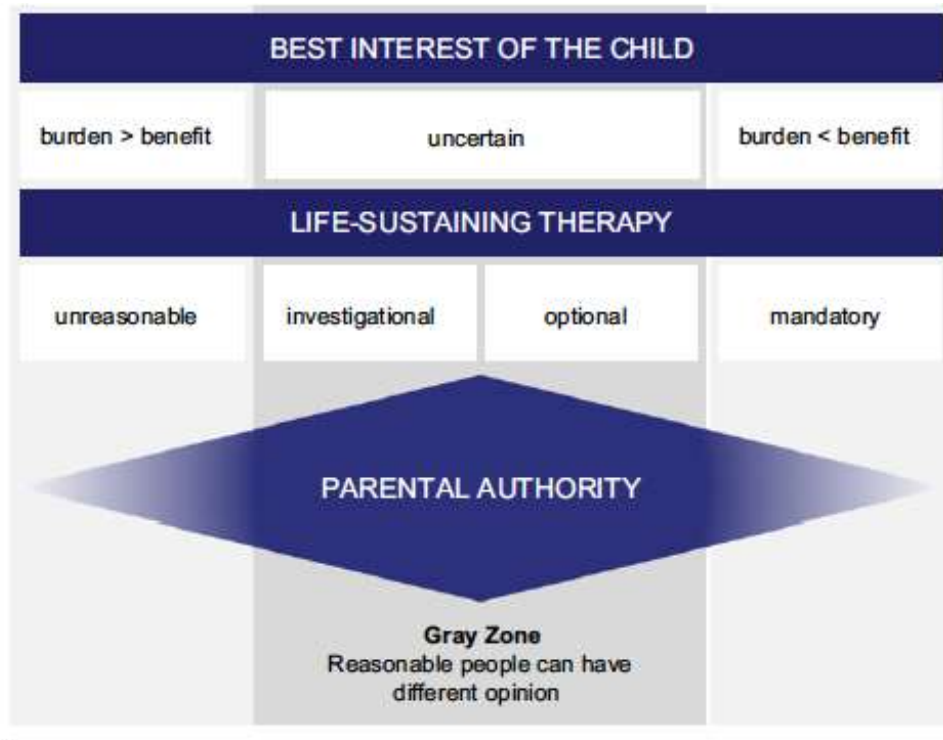 BEST INTEREST OF THE CHILD
burden > benefit
uncertain
burden < benefit
LIFE-SUSTAINING THERAPY
unreasonable
investigational
optional
mandatory
PARENTAL AUTHORITY
Gray Zone
Reasonable people can have
different opinion